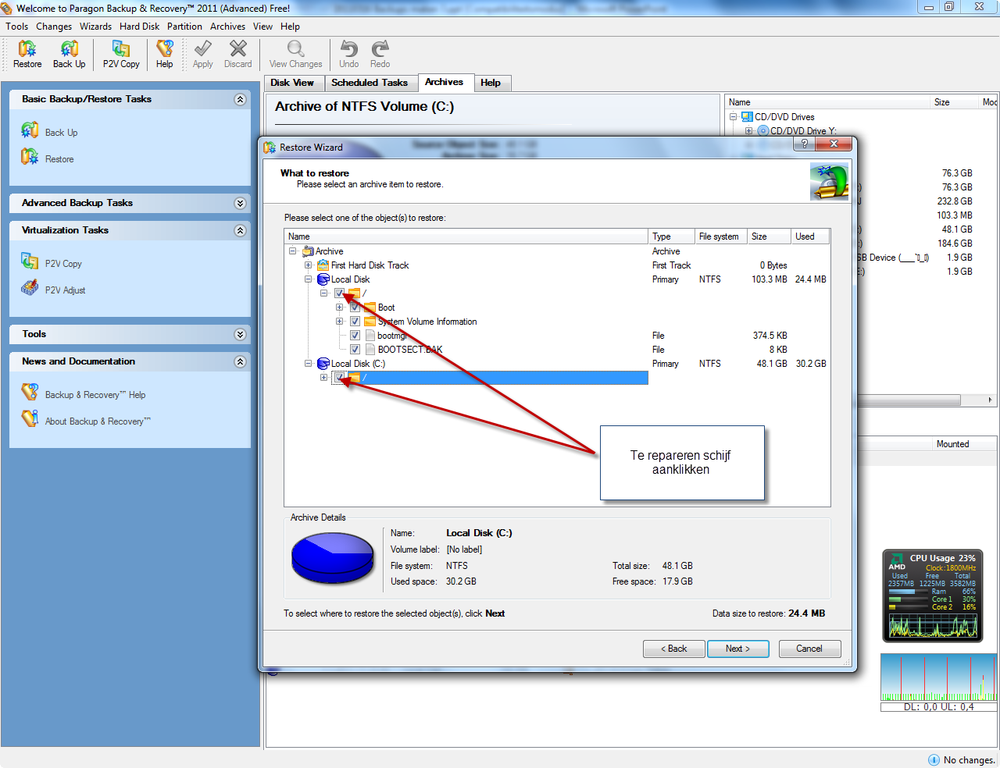 Welcome to Paragon Backup & Recovery™ 2011 (Advanced) Free!
Tools Changes Wizards Hard Disk Partition Archives View Help
Restore Back Up P2V Copy Help Apply Discard View Changes Undo Redo
Disk View Scheduled Tasks Archives Help
Basic Backup/Restore Tasks
Back Up
Restore
Advanced Backup Tasks
Virtualization Tasks
P2V Copy
P2V Adjust
Tools
News and Documentation
Backup & Recovery™ Help
About Backup & Recovery™
Archive of NTFS Volume (C:)
Name Size Mod
CD/DVD Drives
CD/DVD Drive Y:
76.3 GB
:) 76.3 GB
J 232.8 GB
103.3 MB
:) 48.1 GB
:) 184.6 GB
SB Device 1.9 GB
E:) 1.9 GB
Mounted
Restore Wizard
What to restore
Please select an archive item to restore.
Please select one of the object(s) to restore:
Name Type File system Size Used
Archive Archive
First Hard Disk Track First Track 0 Bytes
Local Disk Primary NTFS 103.3 MB 24.4 MB
/
Boot
System Volume Information
bootmgr File 374.5 KB
BOOTSECT.BAK File 8 KB
Local Disk (C:) Primary NTFS 48.1 GB 30.2 GB
/
Te repareren schijf
aanklikken
Archive Details
Name: Local Disk (C:)
Volume label: [No label]
File system: NTFS Total size: 48.1 GB
Used space: 30.2 GB Free space: 17.9 GB
To select where to restore the selected object(s), click Next Data size to restore: 24.4 MB
< Back Next > Cancel
AMD CPU Usage 23%
Clock:1800MHz
Used Free Total
2357MB 1225MB 3582MB
Ram 66%
Core 1 30%
Core 2 16%
DL: 0,0 UL: 0,4
No changes.